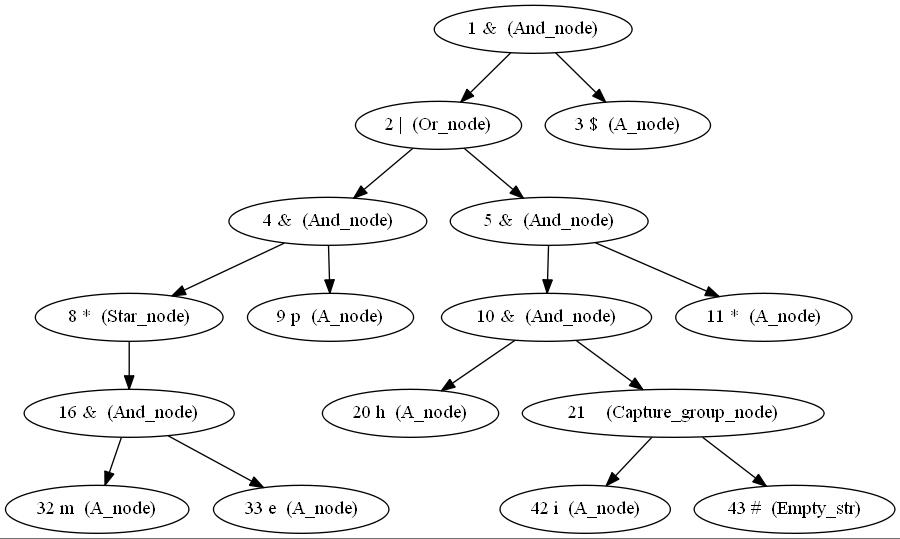 1 & (And_node)
2 | (Or_node)
3 $ (A_node)
4 & (And_node)
5 & (And_node)
8 * (Star_node)
9 p (A_node)
10 & (And_node)
11 * (A_node)
16 & (And_node)
20 h (A_node)
21 (Capture_group_node)
32 m (A_node)
33 e (A_node)
42 i (A_node)
43 # (Empty_str)